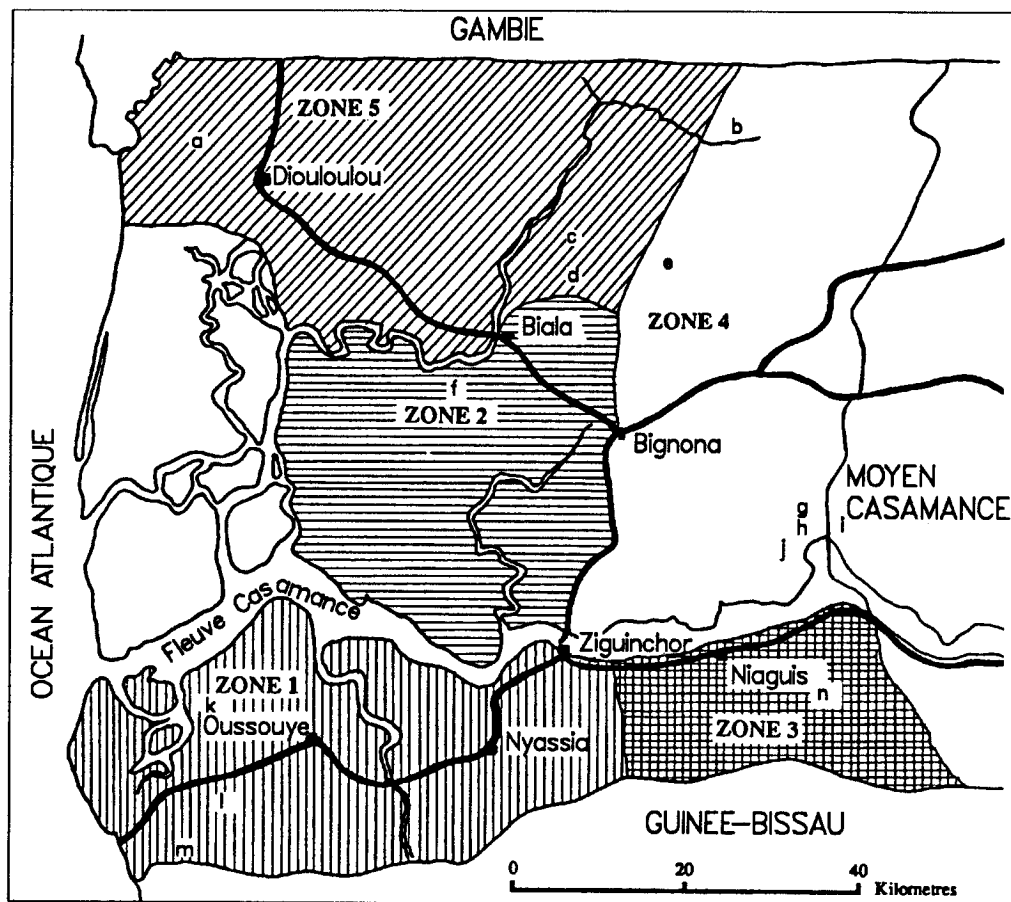 GAMBIE
ZONE 5
b
a
Diouloulou
c
d
e
ZONE 4
Biala
f
ZONE 2
Bignona
OCEAN ATLANTIQUE
MOYEN
CASAMANCE
g
h
i
j
Fleuve Casamance
Ziguinchor
ZONE 1
k
Oussouye
Niaguis
n
ZONE 3
Nyassia
l
m
GUINEE-BISSAU
0 20 40 Kilometres